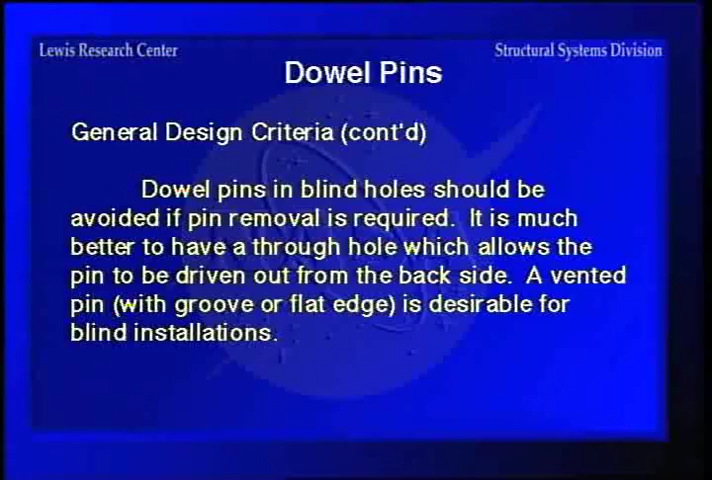 Lewis Research Center
Structural Systems Division
Dowel Pins
General Design Criteria (cont'd)
Dowel pins in blind holes should be
avoided if pin removal is required. It is much
better to have a through hole which allows the
pin to be driven out from the back side. A vented
pin (with groove or flat edge) is desirable for
blind installations.